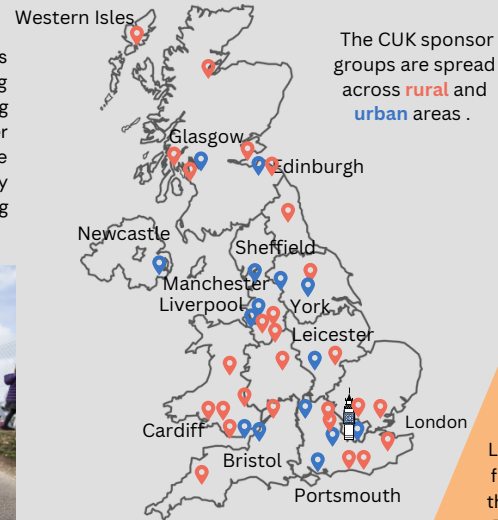 Western Isles
The CUK sponsor
groups are spread
across rural and
urban areas .
s
g
g
r
e
y
g
Glasgow
Edinburgh
Newcastle
Sheffield
Manchester
Liverpool
York
Leicester
Cardiff
London
Bristol
Portsmouth
L
f
th